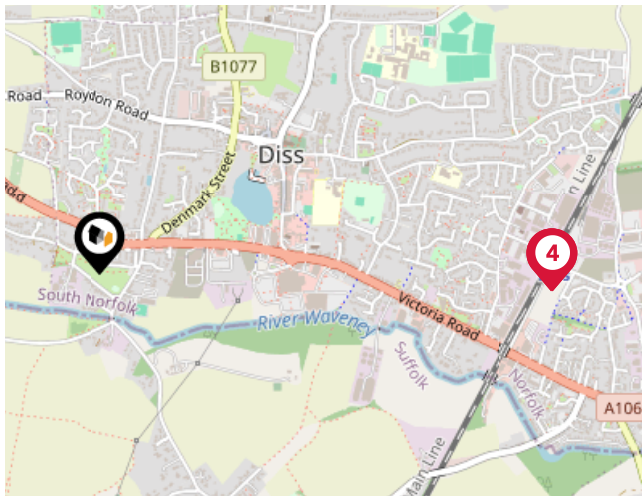 B1077
Road
Roydon Road
Diss
n Line
Denmark Street
dd
4
South Norfolk
River Waveney
Victoria Road
Suffolk
Norfolk
A106
Main Line